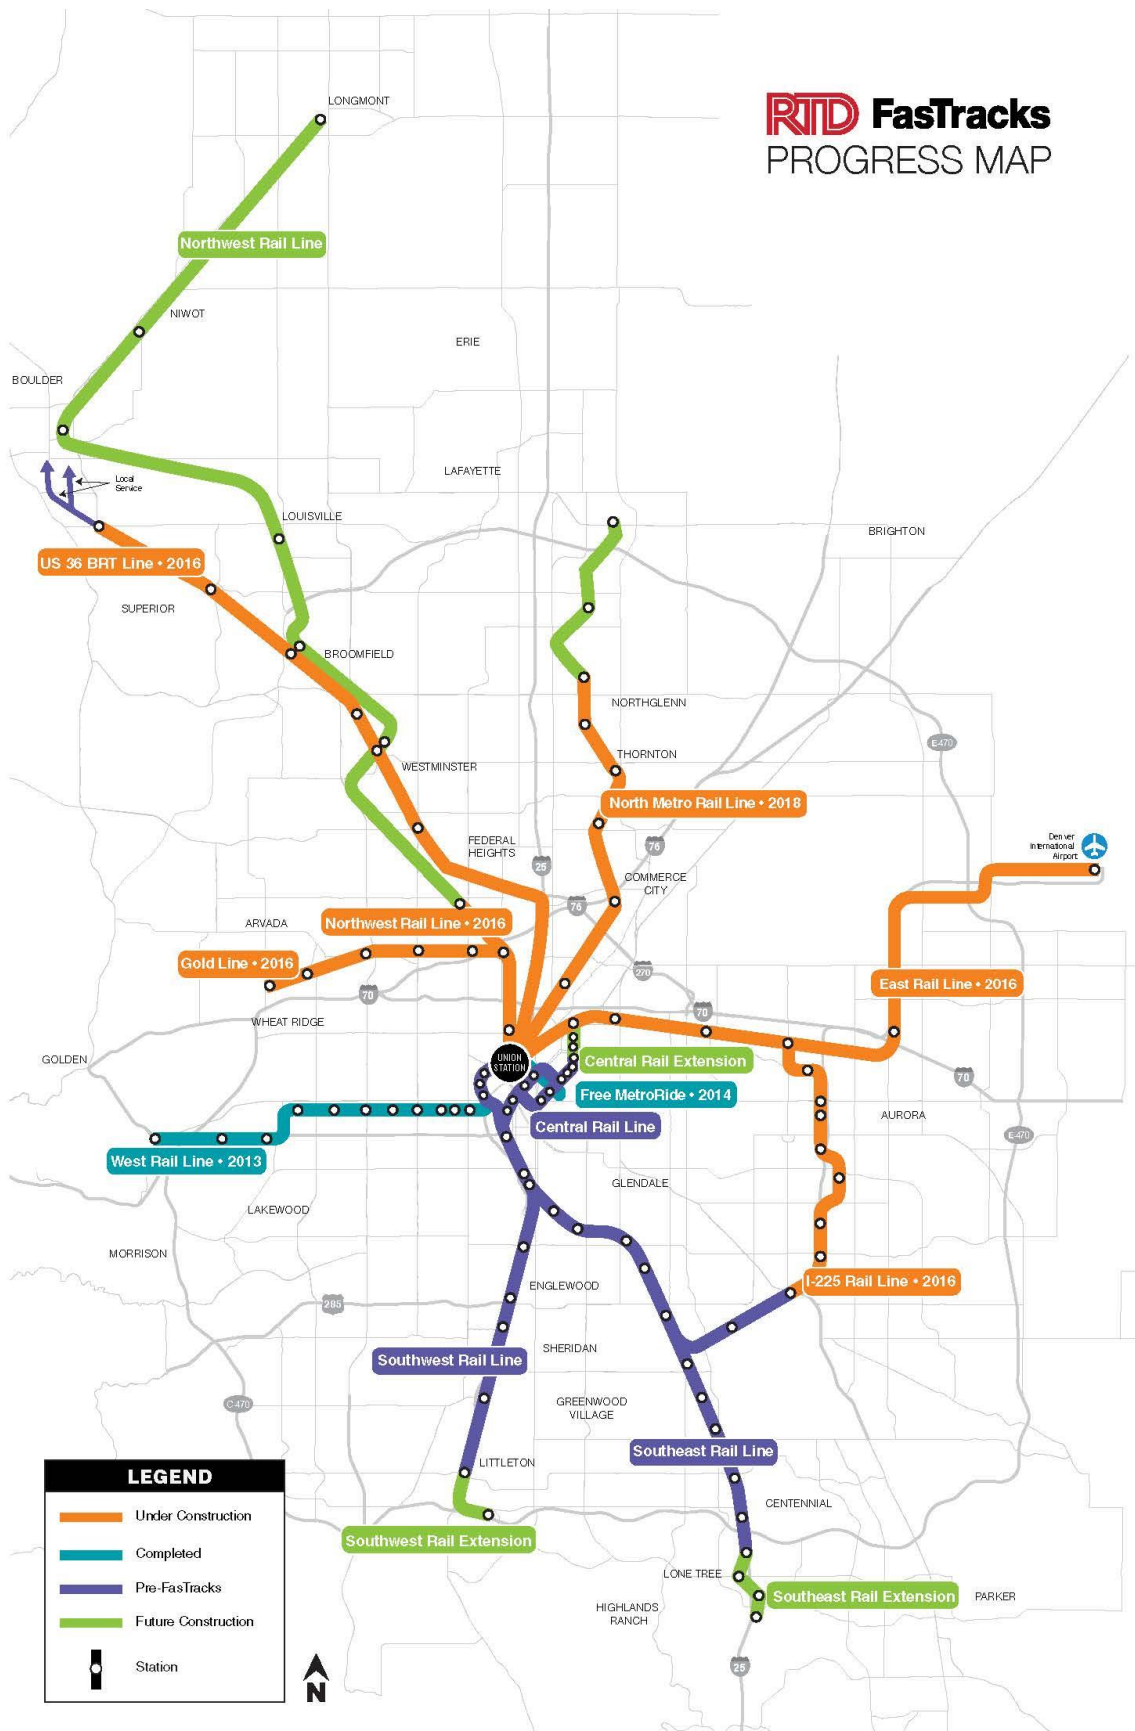 LONGMONT
RTD FasTracks
PROGRESS MAP
Northwest Rail Line
NIWOT
ERIE
BOULDER
LAFAYETTE
Local
Service
LOUISVILLE
BRIGHTON
US 36 BRT Line • 2016
SUPERIOR
BROOMFIELD
NORTHGLENN
E-470
THORNTON
WESTMINSTER
North Metro Rail Line • 2018
FEDERAL
HEIGHTS
76
Denver
International
Airport
25
COMMERCE
CITY
76
ARVADA
Northwest Rail Line • 2016
Gold Line • 2016
270
East Rail Line • 2016
70
70
WHEAT RIDGE
GOLDEN
UNION
STATION
Central Rail Extension
70
Free MetroRide • 2014
AURORA
Central Rail Line
E-470
West Rail Line • 2013
GLENDALE
LAKEWOOD
MORRISON
ENGLEWOOD
I-225 Rail Line • 2016
285
SHERIDAN
Southwest Rail Line
C-470
GREENWOOD
VILLAGE
Southeast Rail Line
LITTLETON
LEGEND
Under Construction
Completed
Pre-FasTracks
Future Construction
Station
CENTENNIAL
Southwest Rail Extension
LONE TREE
Southeast Rail Extension
PARKER
HIGHLANDS
RANCH
25
N